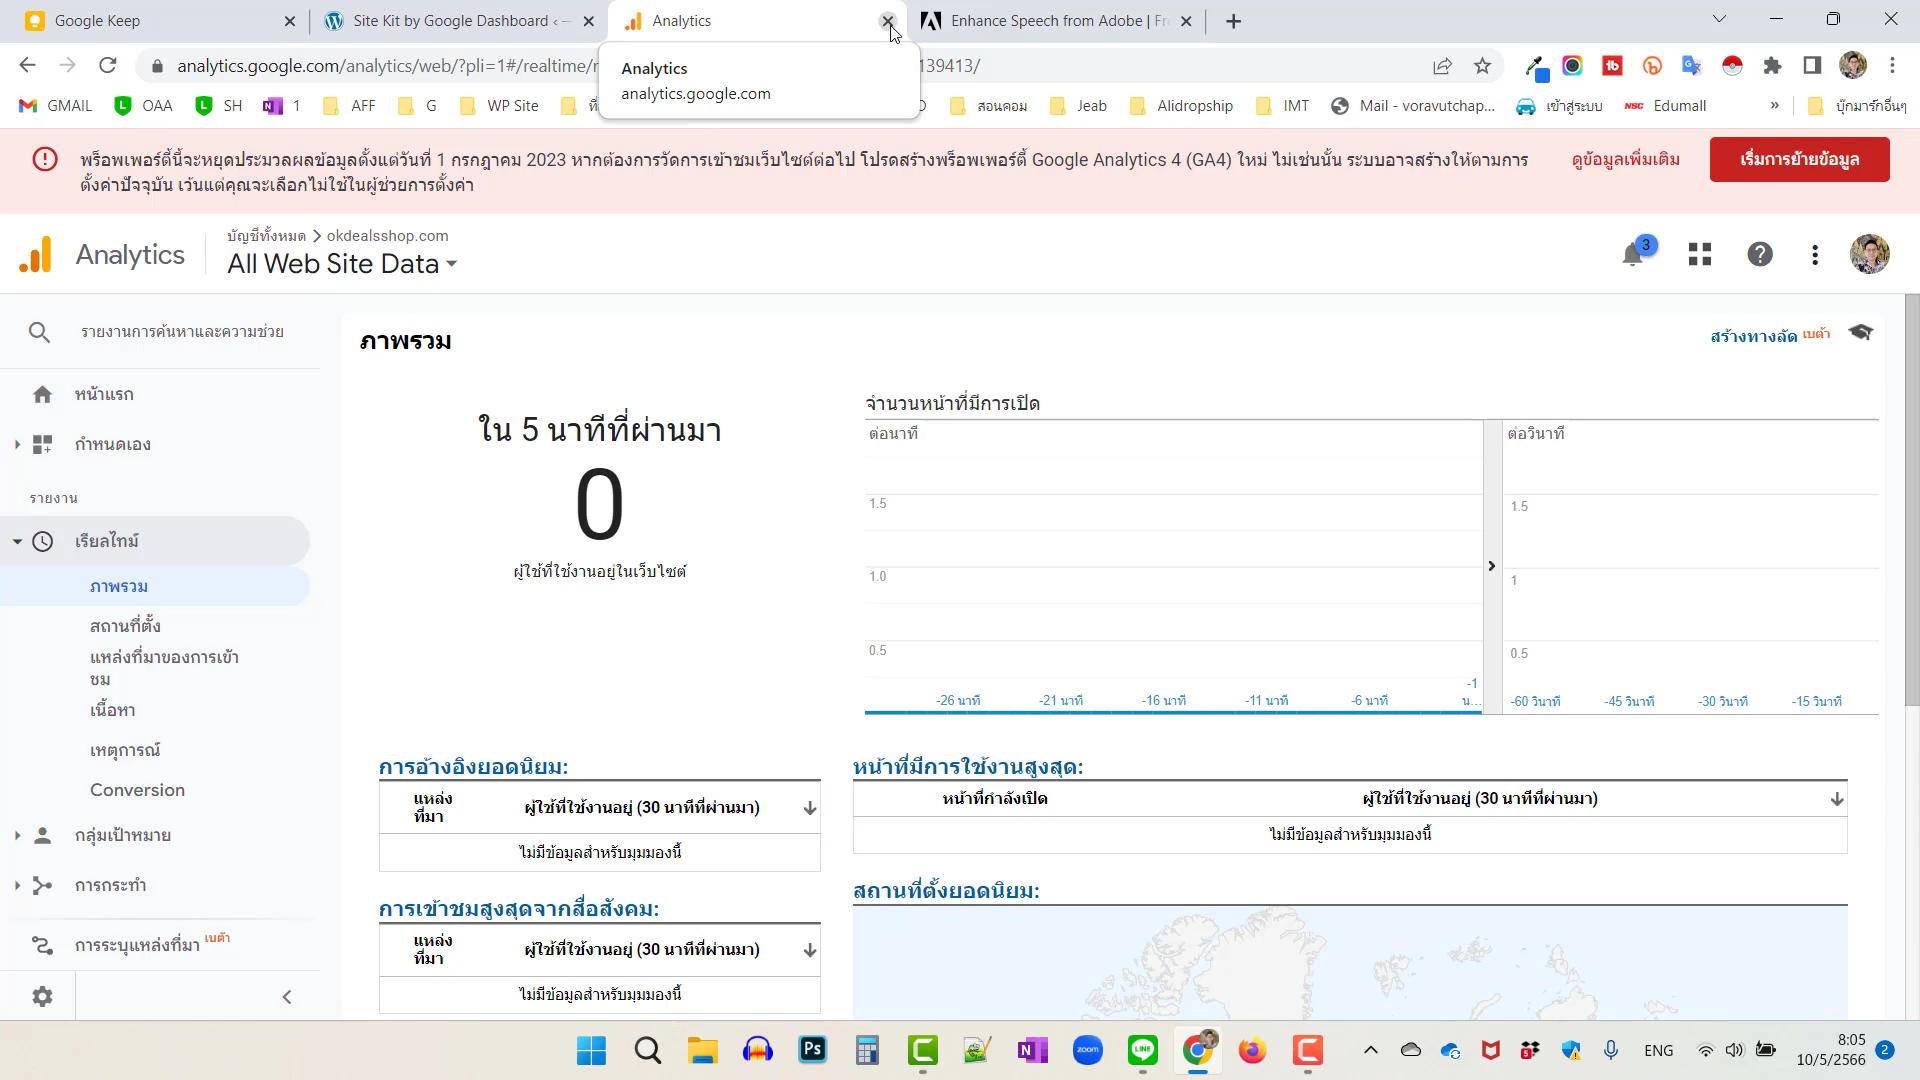 Google Keep
Site Kit by Google Dashboard ‹ —
Analytics
Enhance Speech from Adobe | Fr
analytics.google.com/analytics/web/?pli=1#/realtime/r
139413/
Analytics
analytics.google.com
GMAIL
OAA
SH
1
AFF
G
WP Site
สอนคอม
Jeab
Alidropship
IMT
Mail - voravutchap...
เข้าสู่ระบบ
NSC
Edumall
»
บุ๊กมาร์กอื่นๆ
พร็อพเพอร์ตี้นี้จะหยุดประมวลผลข้อมูลตั้งแต่วันที่ 1 กรกฎาคม 2023 หากต้องการวัดการเข้าชมเว็บไซต์ต่อไป โปรดสร้างพร็อพเพอร์ตี้ Google Analytics 4 (GA4) ใหม่ ไม่เช่นนั้น ระบบอาจสร้างให้ตามการ
ตั้งค่าปัจจุบัน เว้นแต่คุณจะเลือกไม่ใช้ในผู้ช่วยการตั้งค่า
ดูข้อมูลเพิ่มเติม
เริ่มการย้ายข้อมูล
Analytics
บัญชีทั้งหมด > okdealsshop.com
All Web Site Data
3
รายงานการค้นหาและความช่วย
หน้าแรก
กำหนดเอง
รายงาน
เรียลไทม์
ภาพรวม
สถานที่ตั้ง
แหล่งที่มาของการเข้า
ชม
เนื้อหา
เหตุการณ์
Conversion
กลุ่มเป้าหมาย
การกระทำ
การระบุแหล่งที่มา เบต้า
ภาพรวม
สร้างทางลัด เบต้า
ใน 5 นาทีที่ผ่านมา
0
ผู้ใช้ที่ใช้งานอยู่ในเว็บไซต์
จำนวนหน้าที่มีการเปิด
ต่อนาที
1.5
1.0
0.5
-26 นาที
-21 นาที
-16 นาที
-11 นาที
-6 นาที
-1
น...
ต่อวินาที
1.5
1
0.5
-60 วินาที
-45 วินาที
-30 วินาที
-15 วินาที
การอ้างอิงยอดนิยม:
แหล่ง
ที่มา
ผู้ใช้ที่ใช้งานอยู่ (30 นาทีที่ผ่านมา)
ไม่มีข้อมูลสำหรับมุมมองนี้
หน้าที่มีการใช้งานสูงสุด:
หน้าที่กำลังเปิด
ผู้ใช้ที่ใช้งานอยู่ (30 นาทีที่ผ่านมา)
ไม่มีข้อมูลสำหรับมุมมองนี้
การเข้าชมสูงสุดจากสื่อสังคม:
แหล่ง
ที่มา
ผู้ใช้ที่ใช้งานอยู่ (30 นาทีที่ผ่านมา)
ไม่มีข้อมูลสำหรับมุมมองนี้
สถานที่ตั้งยอดนิยม:
Ps
zoom
LINE
ENG
8:05
10/5/2566
2